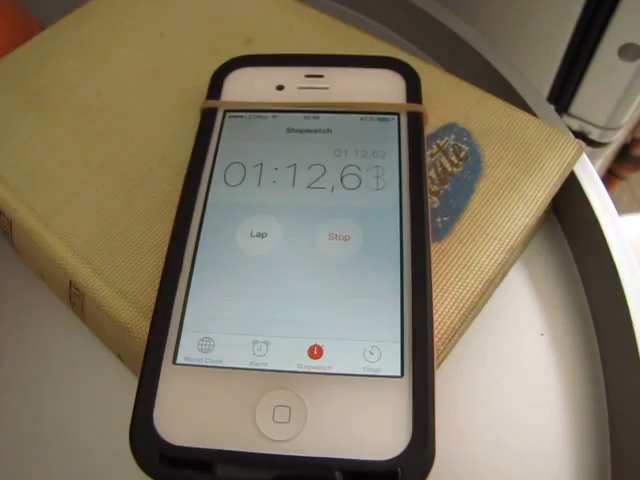 Stopwatch
01:12,62
01:12,63
Lap
Stop
World Clock
Alarm
Stopwatch
Timer